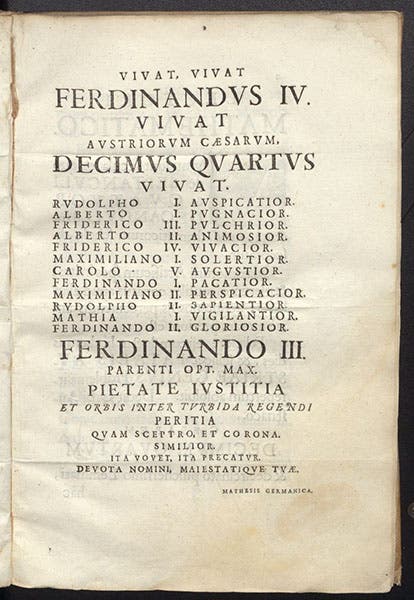 VIVAT, VIVAT
FERDINANDVS IV.
VIVAT
AVSTRIORVM CÆSARVM,
DECIMVS QVARTVS
VIVAT.
RVDOLPHO I. AVSPICATIOR.
ALBERTO I. PVGNACIOR.
FRIDERICO III. PVLCHRIOR.
ALBERTO II. ANIMOSIOR.
FRIDERICO IV. VIVACIOR.
MAXIMILIANO I. SOLERTIOR.
CAROLO V. AVGVSTIOR.
FERDINANDO I. PACATIOR.
MAXIMILIANO II. PERSPICACIOR.
RVDOLPHO II. SAPIENTIOR.
MATHIA I. VIGILANTIOR.
FERDINANDO II. GLORIOSIOR.
FERDINANDO III.
PARENTI OPT. MAX.
PIETATE IVSTITIA
ET ORBIS INTER TVRBIDA REGENDI
PERITIA
QVAM SCEPTRO, ET CORONA.
SIMILIOR.
ITA VOVET, ITA PRECATVR.
DEVOTA NOMINI, MAIESTATIQVE TVÆ.
MATHESIS GERMANICA.